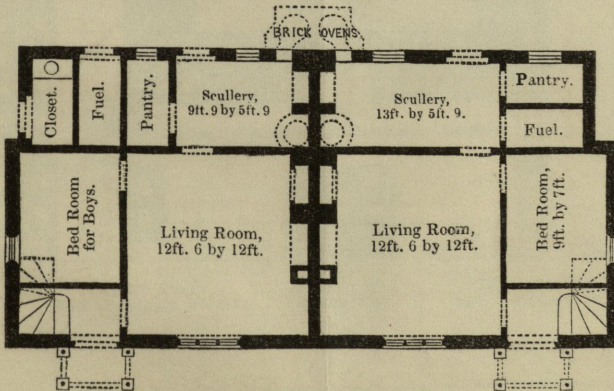 BRICK OVENS
Closet.
Fuel.
Pantry.
Scullery,
9ft. 9 by 5ft. 9
Scullery,
13ft. by 5ft. 9.
Pantry.
Fuel.
Bed Room
for Boys.
Living Room,
12ft. 6 by 12ft.
Living Room,
12ft. 6 by 12ft.
Bed Room,
9ft. by 7ft.